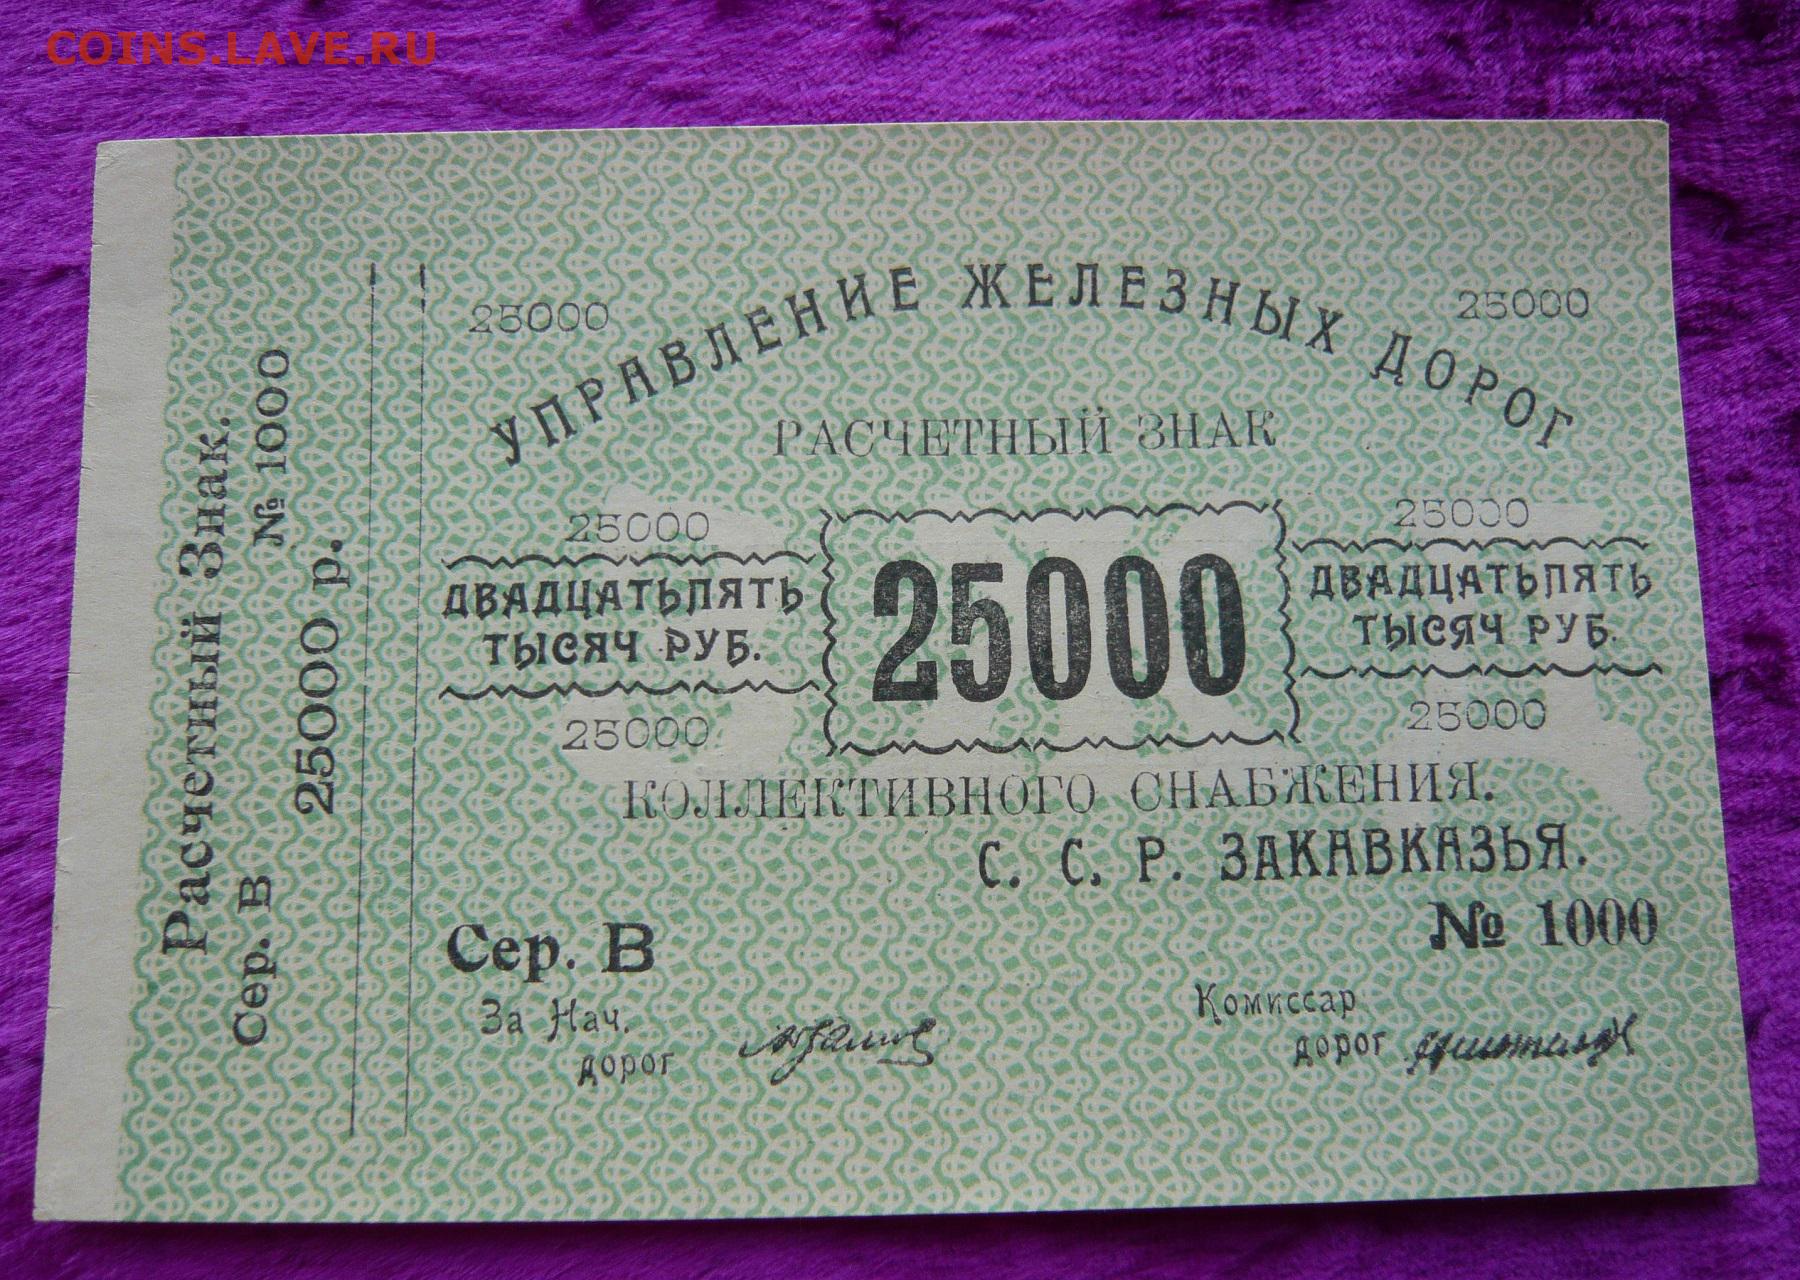 COINS.LAVE.RU
Расчетный Знак.
Сер. В № 1000
25000 р.
25000 25000
УПРАВЛЕНИЕ ЖЕЛЕЗНЫХ ДОРОГ
РАСЧЕТНЫЙ ЗНАК
25000 25000
ДВАДЦАТЬПЯТЬ
ТЫСЯЧ РУБ.
25000
ДВАДЦАТЬПЯТЬ
ТЫСЯЧ РУБ.
25000 25000
КОЛЛЕКТИВНОГО СНАБЖЕНИЯ.
С. С. Р. ЗАКАВКАЗЬЯ.
Сер. В № 1000
За Нач.
дорог
Комиссар
дорог